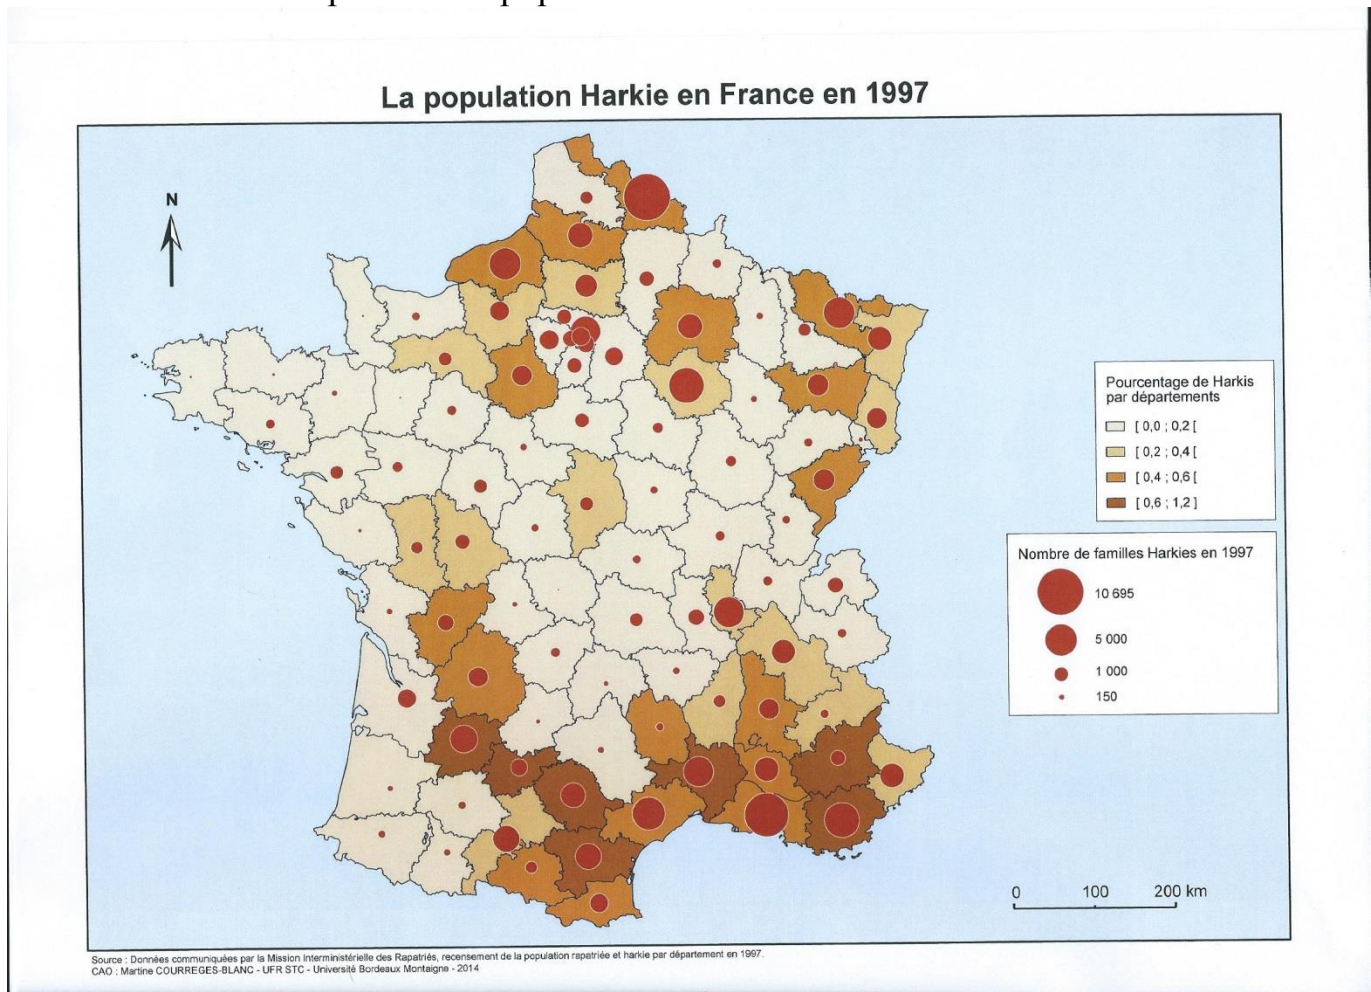 La population Harkie en France en 1997
N
Pourcentage de Harkis
par départements
[ 0,0 ; 0,2 [
[ 0,2 ; 0,4 [
[ 0,4 ; 0,6 [
[ 0,6 ; 1,2 ]
Nombre de familles Harkies en 1997
10 695
5 000
1 000
150
0 100 200 km
Source : Données communiquées par la Mission Interministérielle des Rapatriés, recensement de la population rapatriée et harkie par département en 1997.
CAO : Martine COURREGES-BLANC - UFR STC - Université Bordeaux Montaigne - 2014